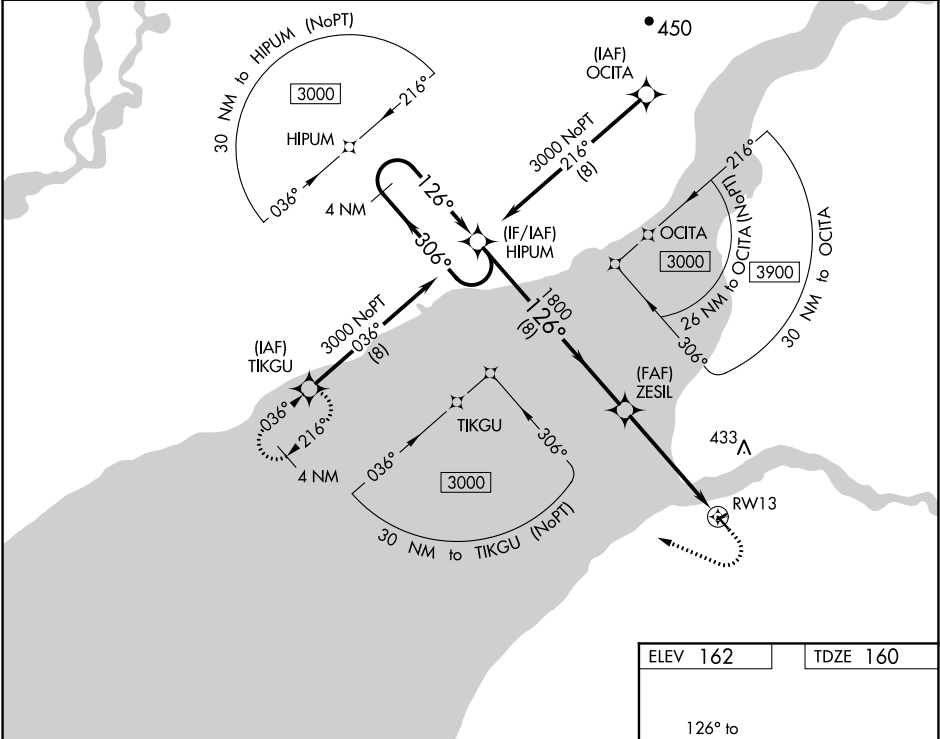 450
(IAF)
OCITA
30 NM to HIPUM (NoPT)
3000
216°
HIPUM
036°
3000 NoPT
216°
(8)
4 NM
126°
306°
(IF/IAF)
HIPUM
216°
OCITA
3000
26 NM to OCITA (NoPT)
3900
30 NM to OCITA
306°
1800
126°
(8)
3000 NoPT
036°
(8)
(IAF)
TIKGU
036°
216°
4 NM
(FAF)
ZESIL
TIKGU
036°
306°
3000
30 NM to TIKGU (NoPT)
433
RW13
ELEV 162
TDZE 160
126° to